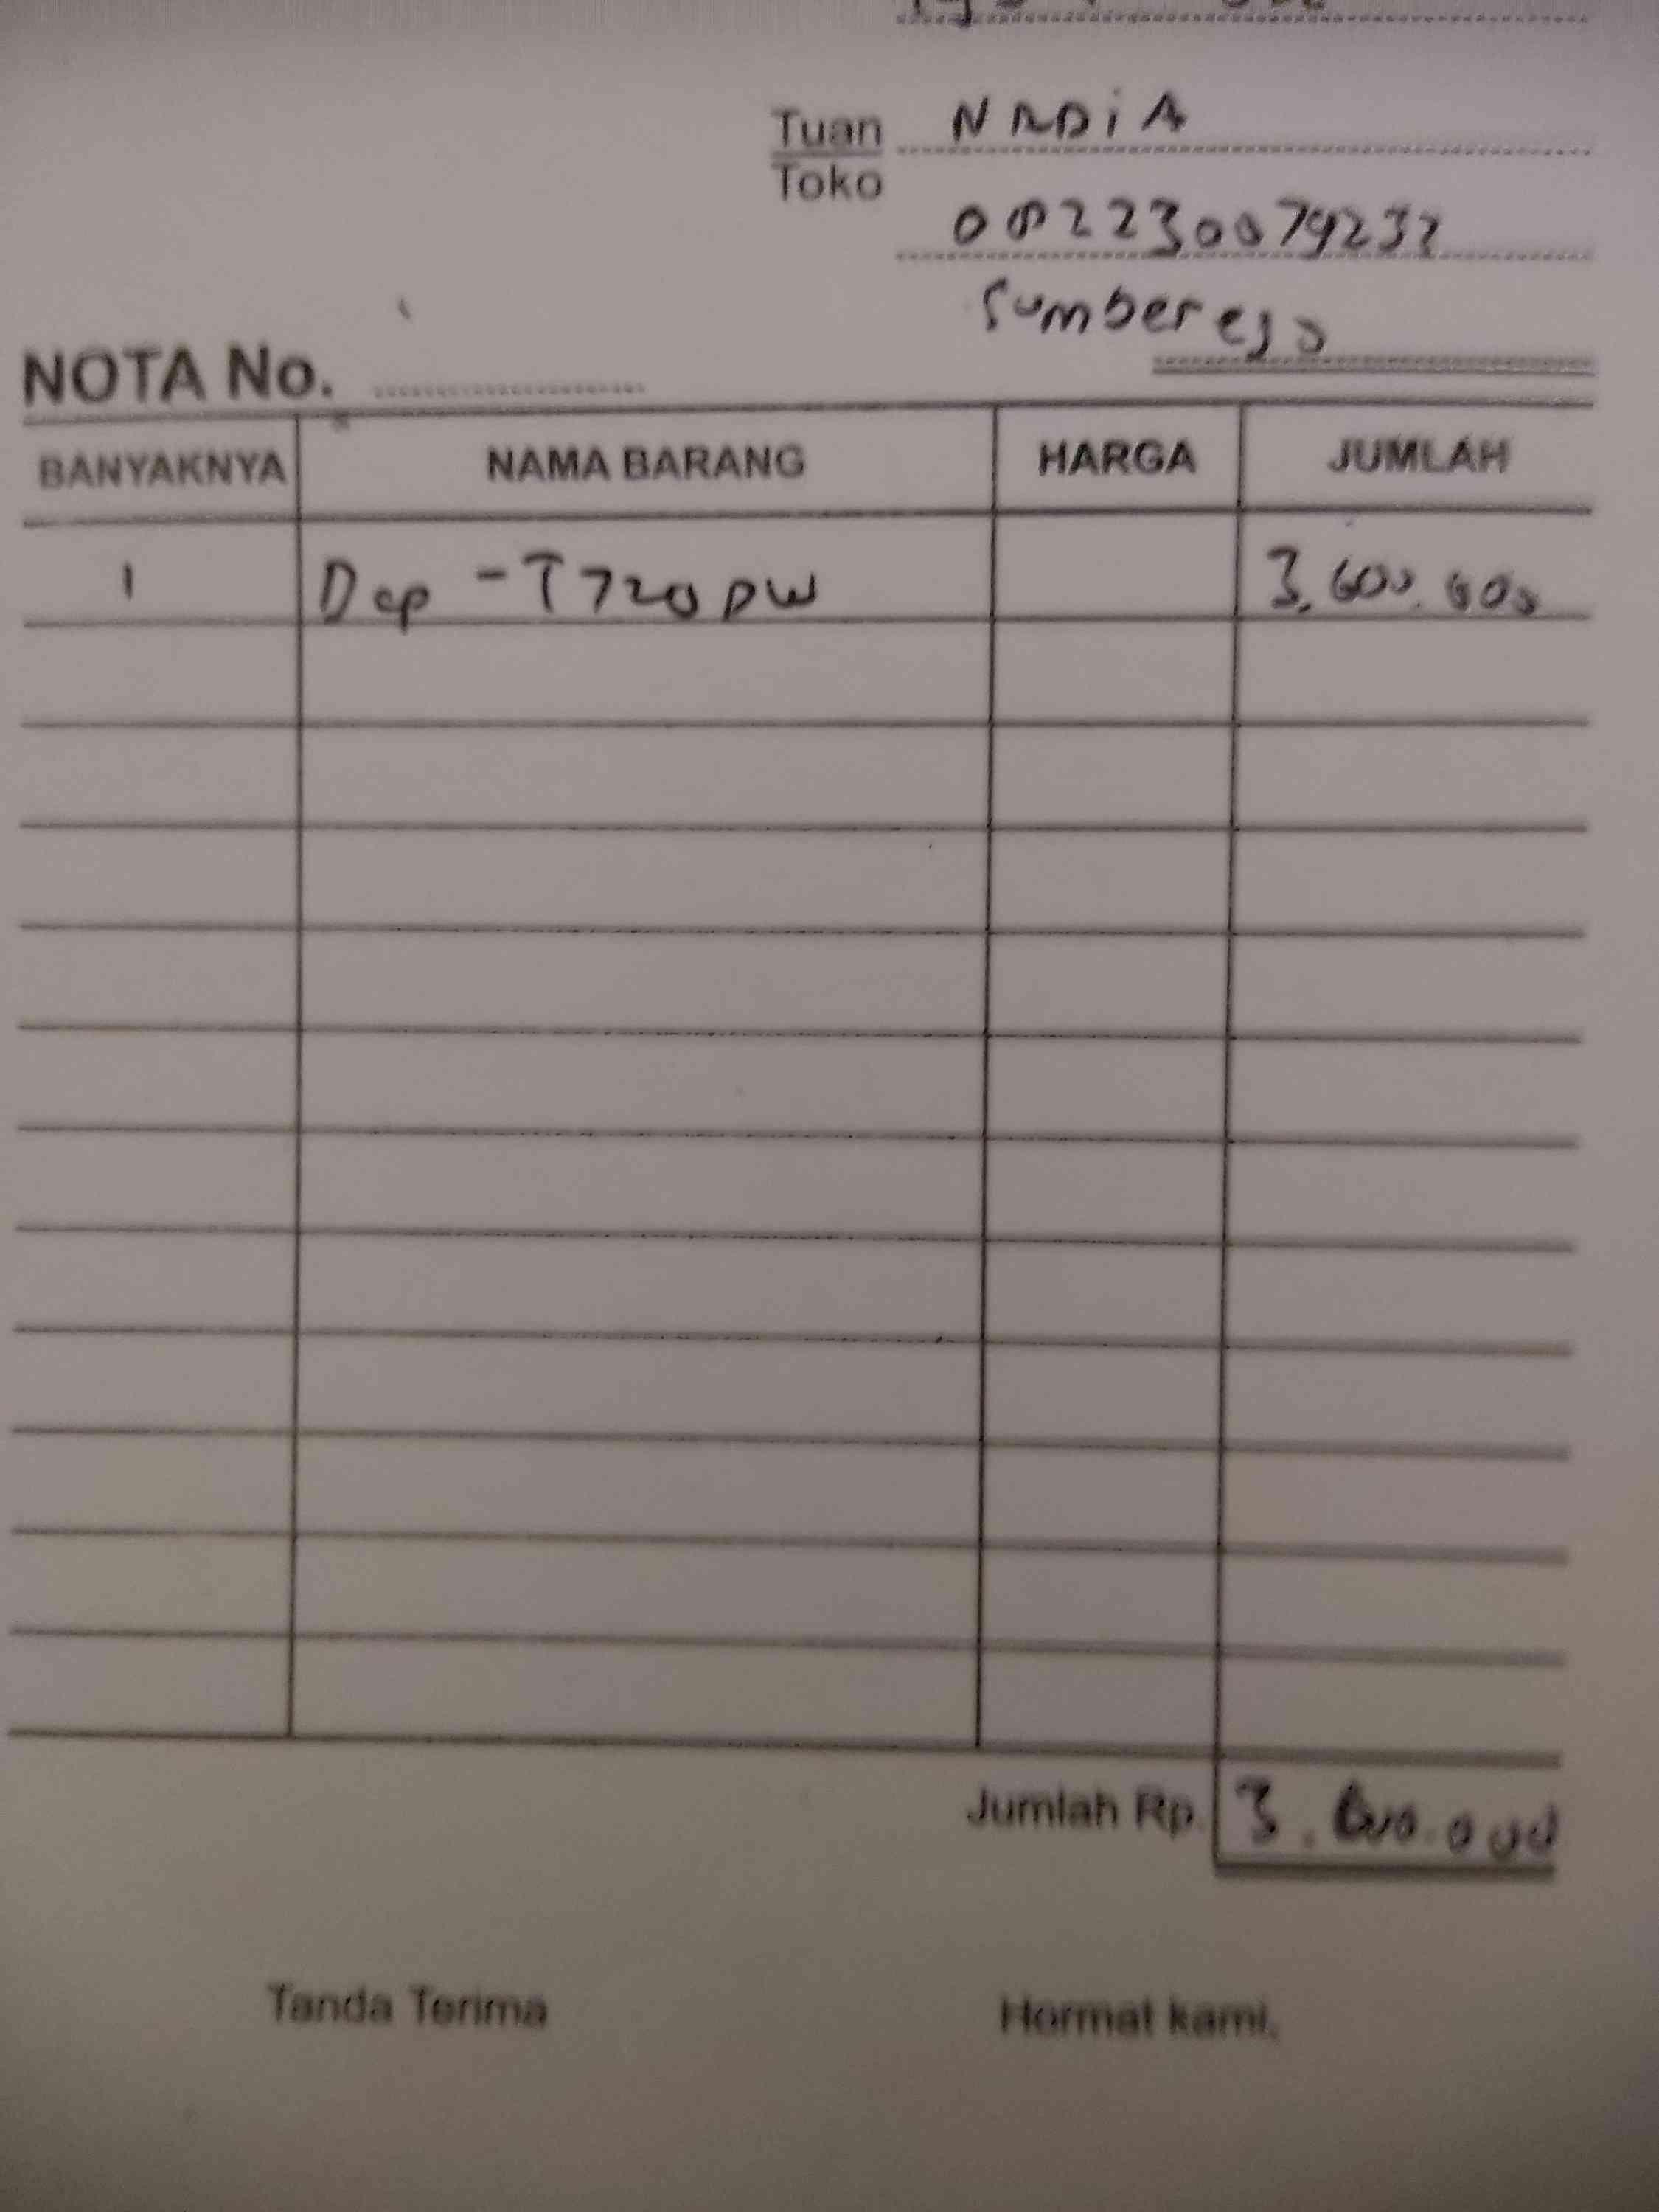 Tuan NADiA
Toko
082230079232
Sumberejo
NOTA No.
BANYAKNYA NAMA BARANG HARGA JUMLAH
1 Dcp - T720DW 3.600.000
Jumlah Rp. 3.600.000
Tanda Terima Hormat kami,